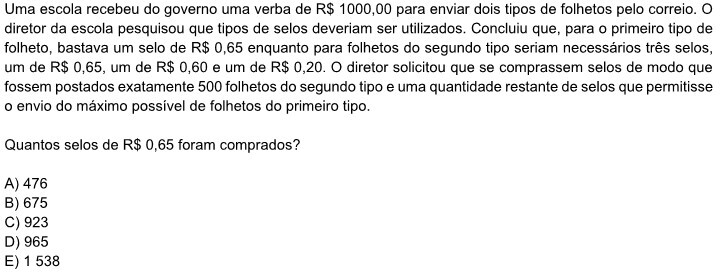 Uma escola recebeu do governo uma verba de R$ 1000,00 para enviar dois tipos de folhetos pelo correio. O
diretor da escola pesquisou que tipos de selos deveriam ser utilizados. Concluiu que, para o primeiro tipo de
folheto, bastava um selo de R$ 0,65 enquanto para folhetos do segundo tipo seriam necessários três selos,
um de R$ 0,65, um de R$ 0,60 e um de R$ 0,20. O diretor solicitou que se comprassem selos de modo que
fossem postados exatamente 500 folhetos do segundo tipo e uma quantidade restante de selos que permitisse
o envio do máximo possível de folhetos do primeiro tipo.
Quantos selos de R$ 0,65 foram comprados?
A) 476
B) 675
C) 923
D) 965
E) 1 538